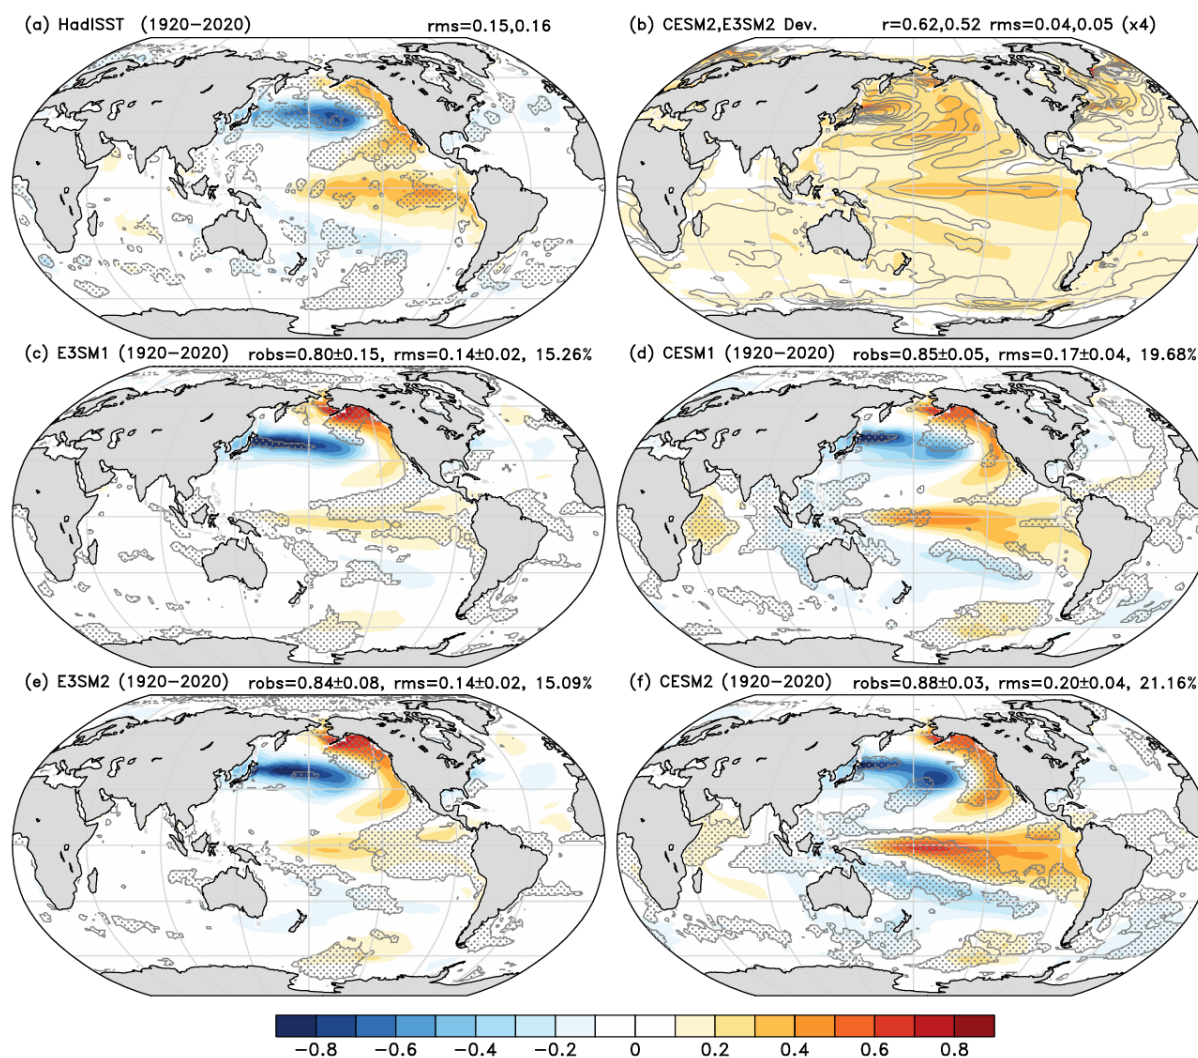 (a) HadISST (1920−2020) rms=0.15,0.16
(b) CESM2,E3SM2 Dev. r=0.62,0.52 rms=0.04,0.05 (x4)
(c) E3SM1 (1920−2020) robs=0.80±0.15, rms=0.14±0.02, 15.26%
(d) CESM1 (1920−2020) robs=0.85±0.05, rms=0.17±0.04, 19.68%
(e) E3SM2 (1920−2020) robs=0.84±0.08, rms=0.14±0.02, 15.09%
(f) CESM2 (1920−2020) robs=0.88±0.03, rms=0.20±0.04, 21.16%
−0.8 −0.6 −0.4 −0.2 0 0.2 0.4 0.6 0.8